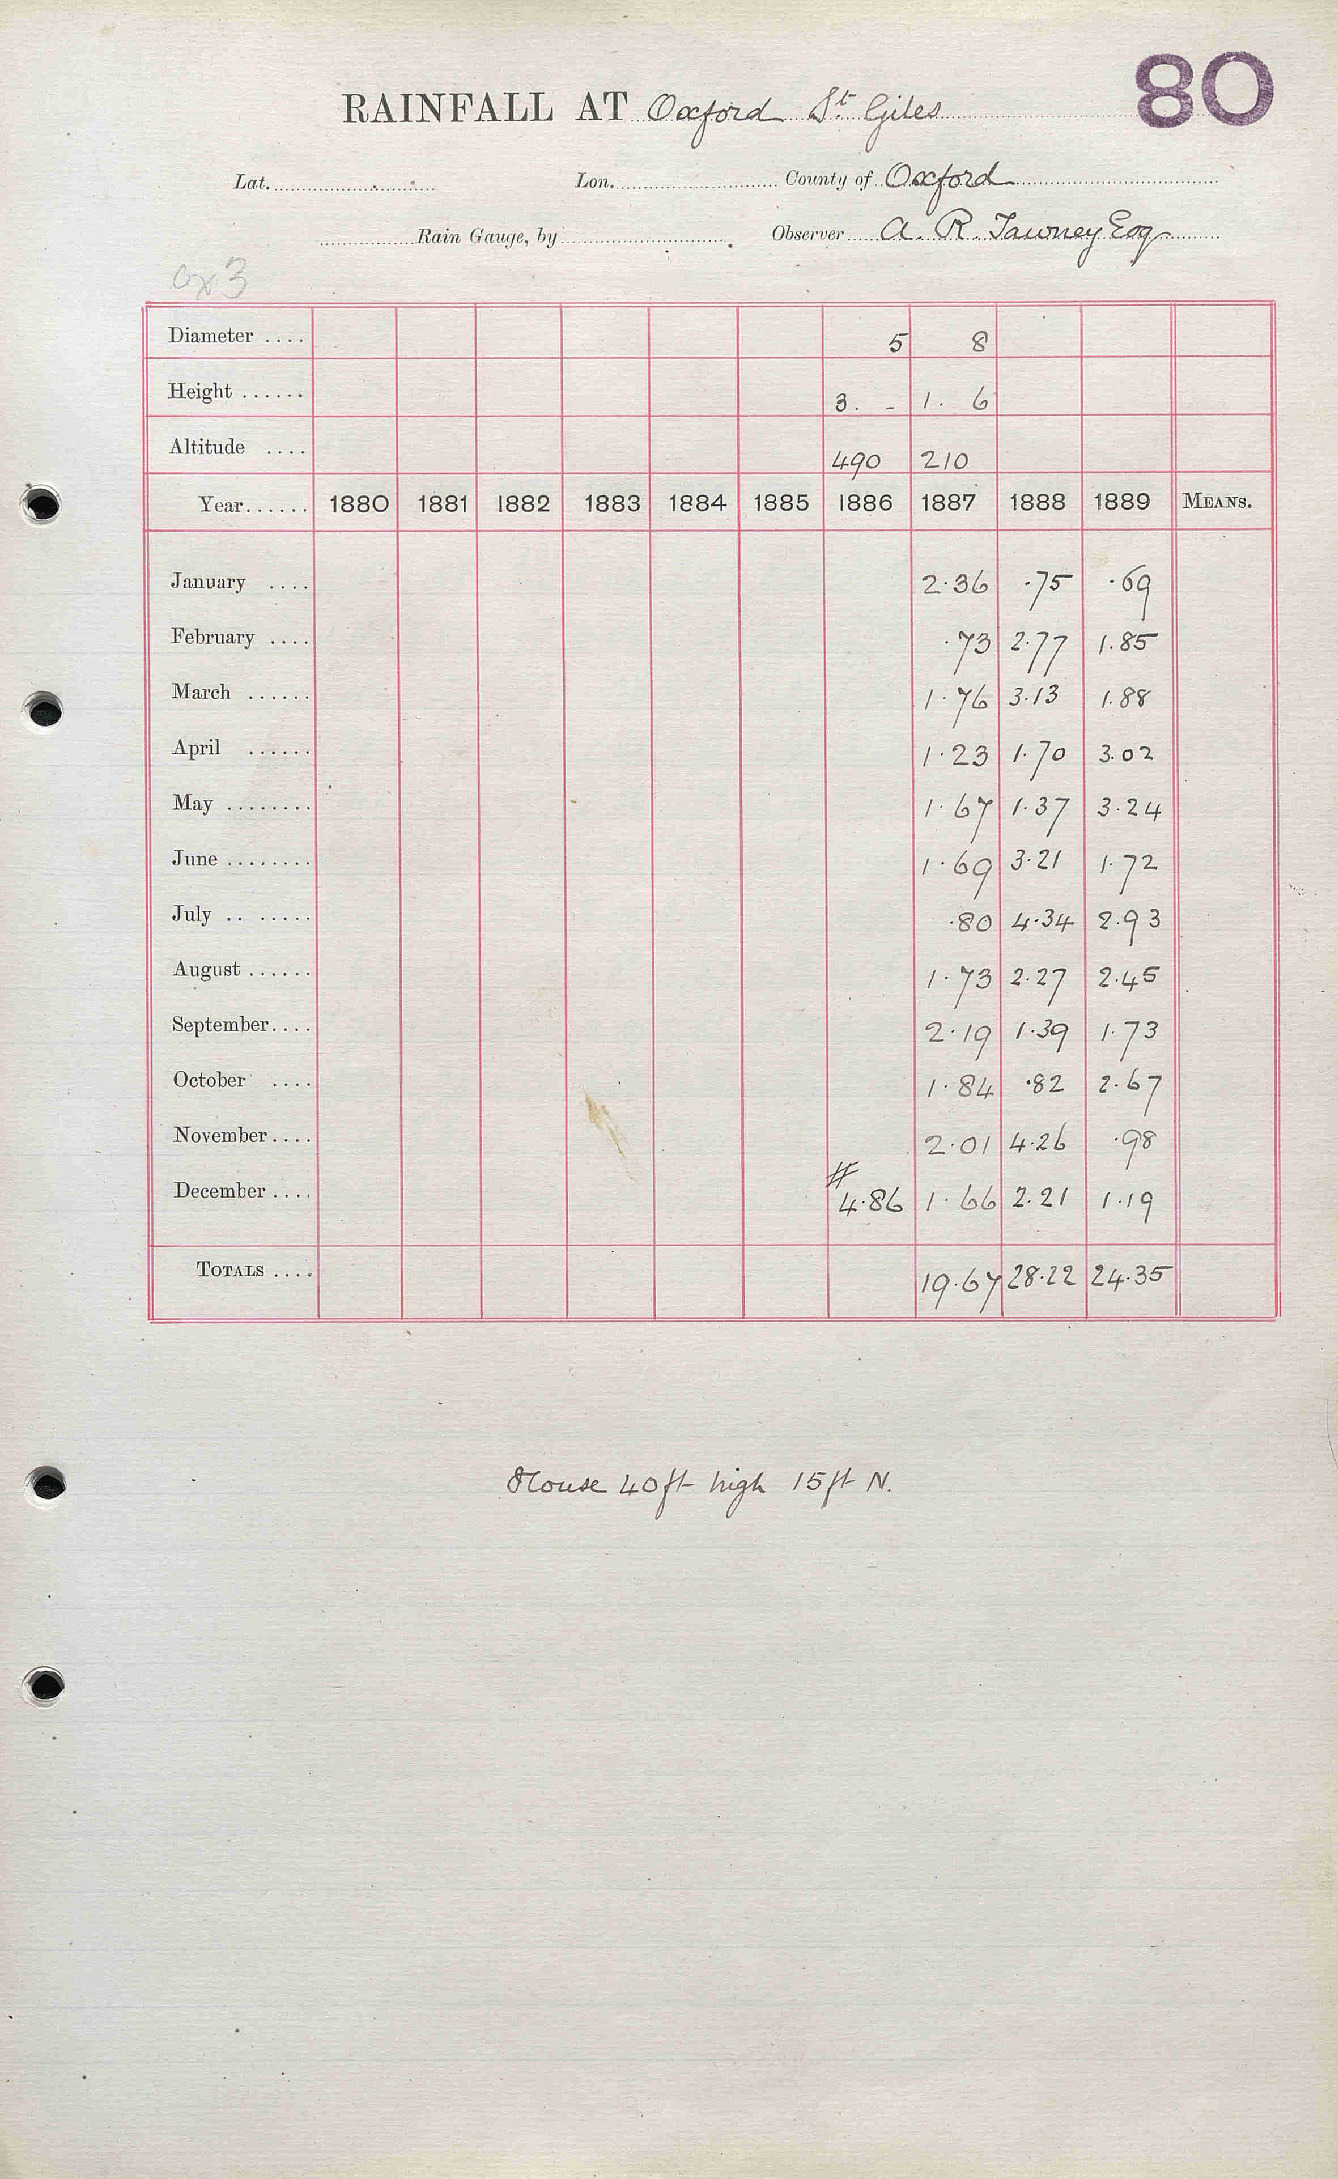 80
RAINFALL AT Oxford St Giles
Lat. Lon. County of Oxford
Rain Gauge, by Observer A. R. Tawney Esq
Ox 3
Diameter .... 5 8
Height ...... 3. - 1. 6
Altitude .... 490 210
Year...... 1880 1881 1882 1883 1884 1885 1886 1887 1888 1889 MEANS.
January .... 2.36 .75 .69
February .... .73 2.77 1.85
March ...... 1.76 3.13 1.88
April ...... 1.23 1.70 3.02
May ........ 1.67 1.37 3.24
June ........ 1.69 3.21 1.72
July .. ..... .80 4.34 2.93
August ...... 1.73 2.27 2.45
September.... 2.19 1.39 1.73
October .... 1.84 .82 2.67
November.... 2.01 4.26 .98
#
December .... 4.86 1.66 2.21 1.19
TOTALS .... 19.67 28.22 24.35
House 40ft high 15ft N.